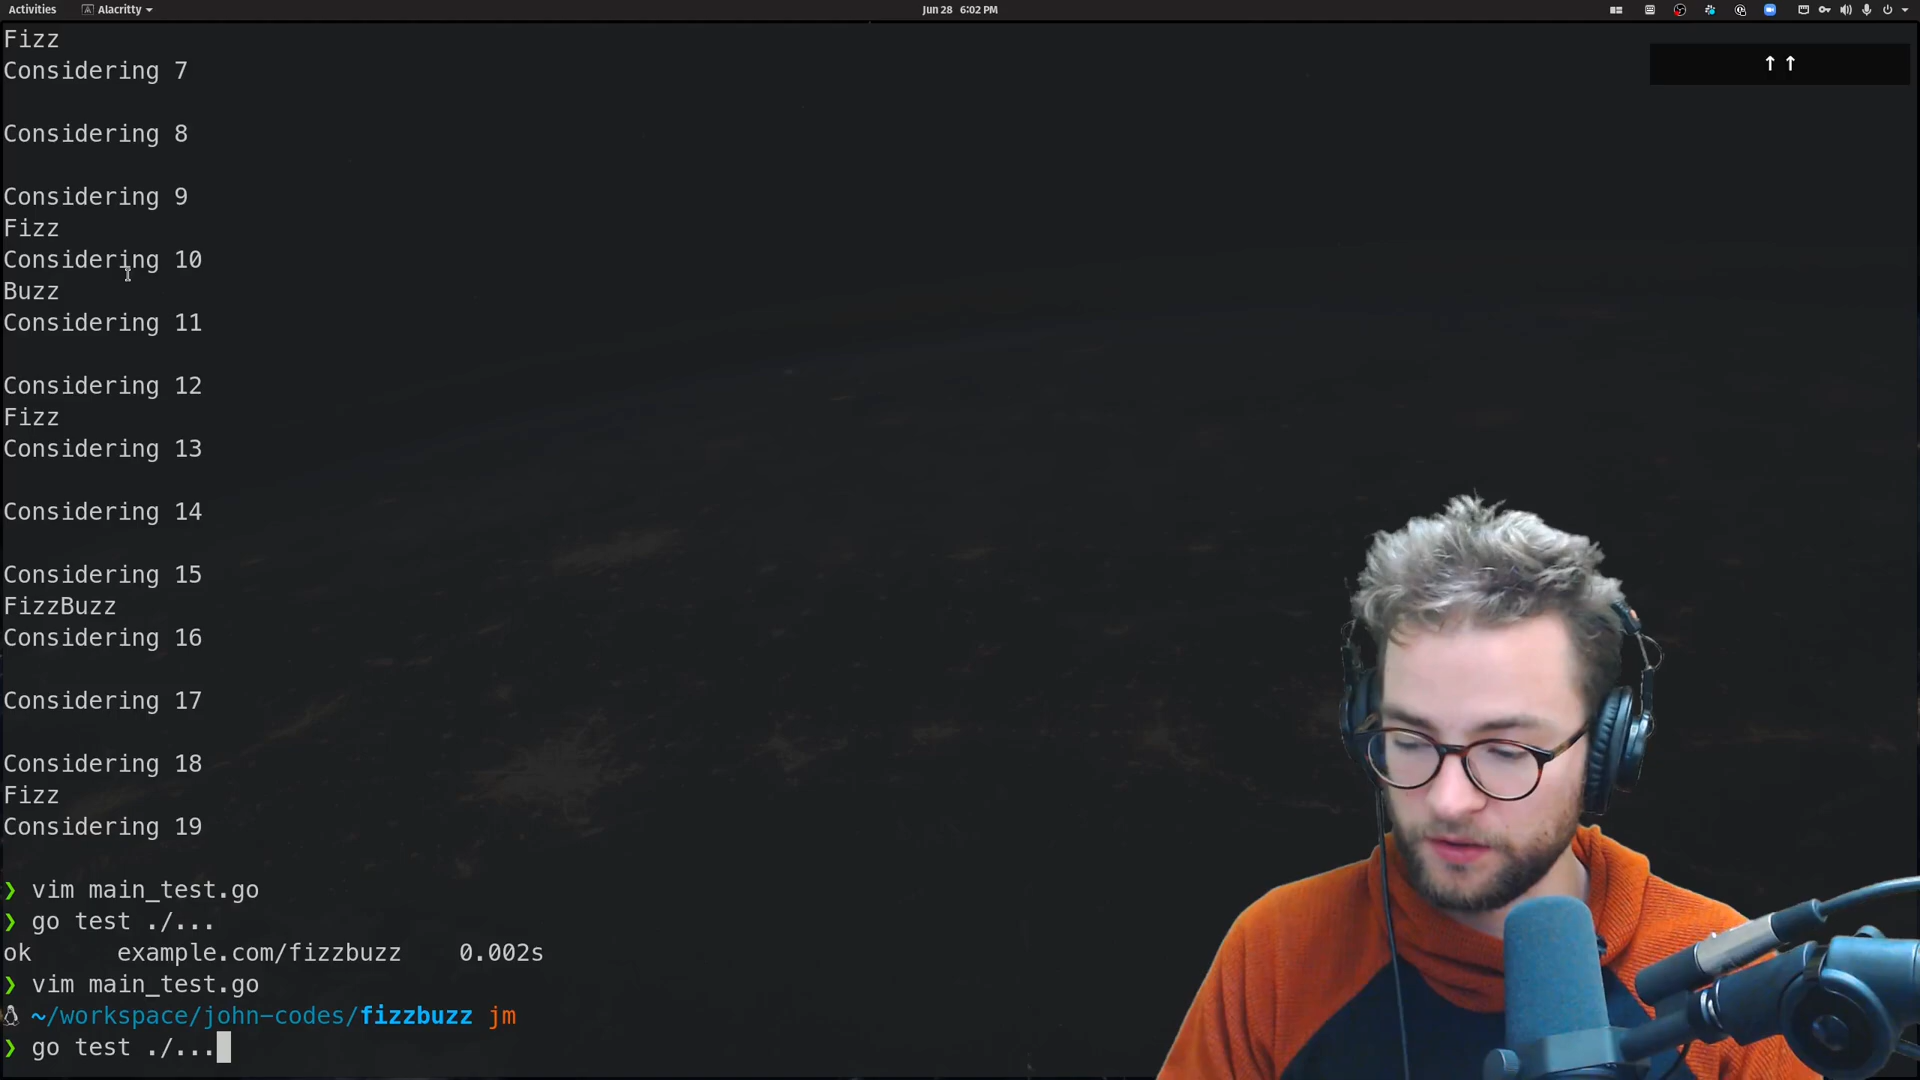 Activities Alacritty Jun 28 6:02 PM
Fizz
↑ ↑
Considering 7
Considering 8
Considering 9
Fizz
Considering 10
Buzz
Considering 11
Considering 12
Fizz
Considering 13
Considering 14
Considering 15
FizzBuzz
Considering 16
Considering 17
Considering 18
Fizz
Considering 19
❯ vim main_test.go
❯ go test ./...
ok example.com/fizzbuzz 0.002s
❯ vim main_test.go
~/workspace/john-codes/fizzbuzz jm
❯ go test ./...